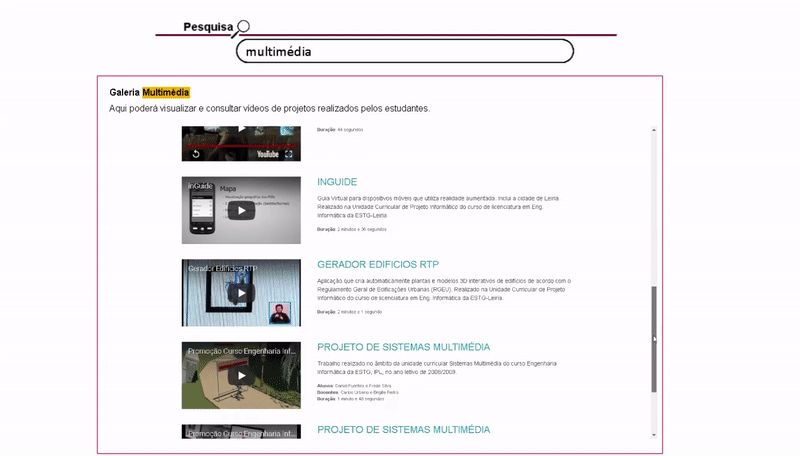 Pesquisa
multimédia
Galeria Multimédia
Aqui poderá visualizar e consultar vídeos de projetos realizados pelos estudantes.
YouTube
Duração: 44 segundos
inGuide
Mapa
INGUIDE
Guia Virtual para dispositivos móveis que utiliza realidade aumentada. Inclui a cidade de Leiria.
Realizado na Unidade Curricular de Projeto Informático do curso de licenciatura em Eng.
Informática da ESTG-Leiria.
Duração: 2 minutos e 36 segundos
Gerador Edificios RTP
GERADOR EDIFICIOS RTP
Aplicação que cria automaticamente plantas e modelos 3D interativos de edifícios de acordo com o
Regulamento Geral de Edificações Urbanas (RGEU). Realizado na Unidade Curricular de Projeto
Informático do curso de licenciatura em Eng. Informática da ESTG-Leiria.
Duração: 2 minutos e 1 segundo
Promoção Curso Engenharia Inf...
PROJETO DE SISTEMAS MULTIMÉDIA
Trabalho realizado no âmbito da unidade curricular Sistemas Multimédia do curso Engenharia
Informática da ESTG, IPL, no ano letivo de 2008/2009.
Alunos: Daniel Fuentes e Fredin Silva
Docentes: Carlos Urbano e Brigite Pedro
Duração: 1 minuto e 48 segundos
Promoção Curso Engenharia Inf...
PROJETO DE SISTEMAS MULTIMÉDIA